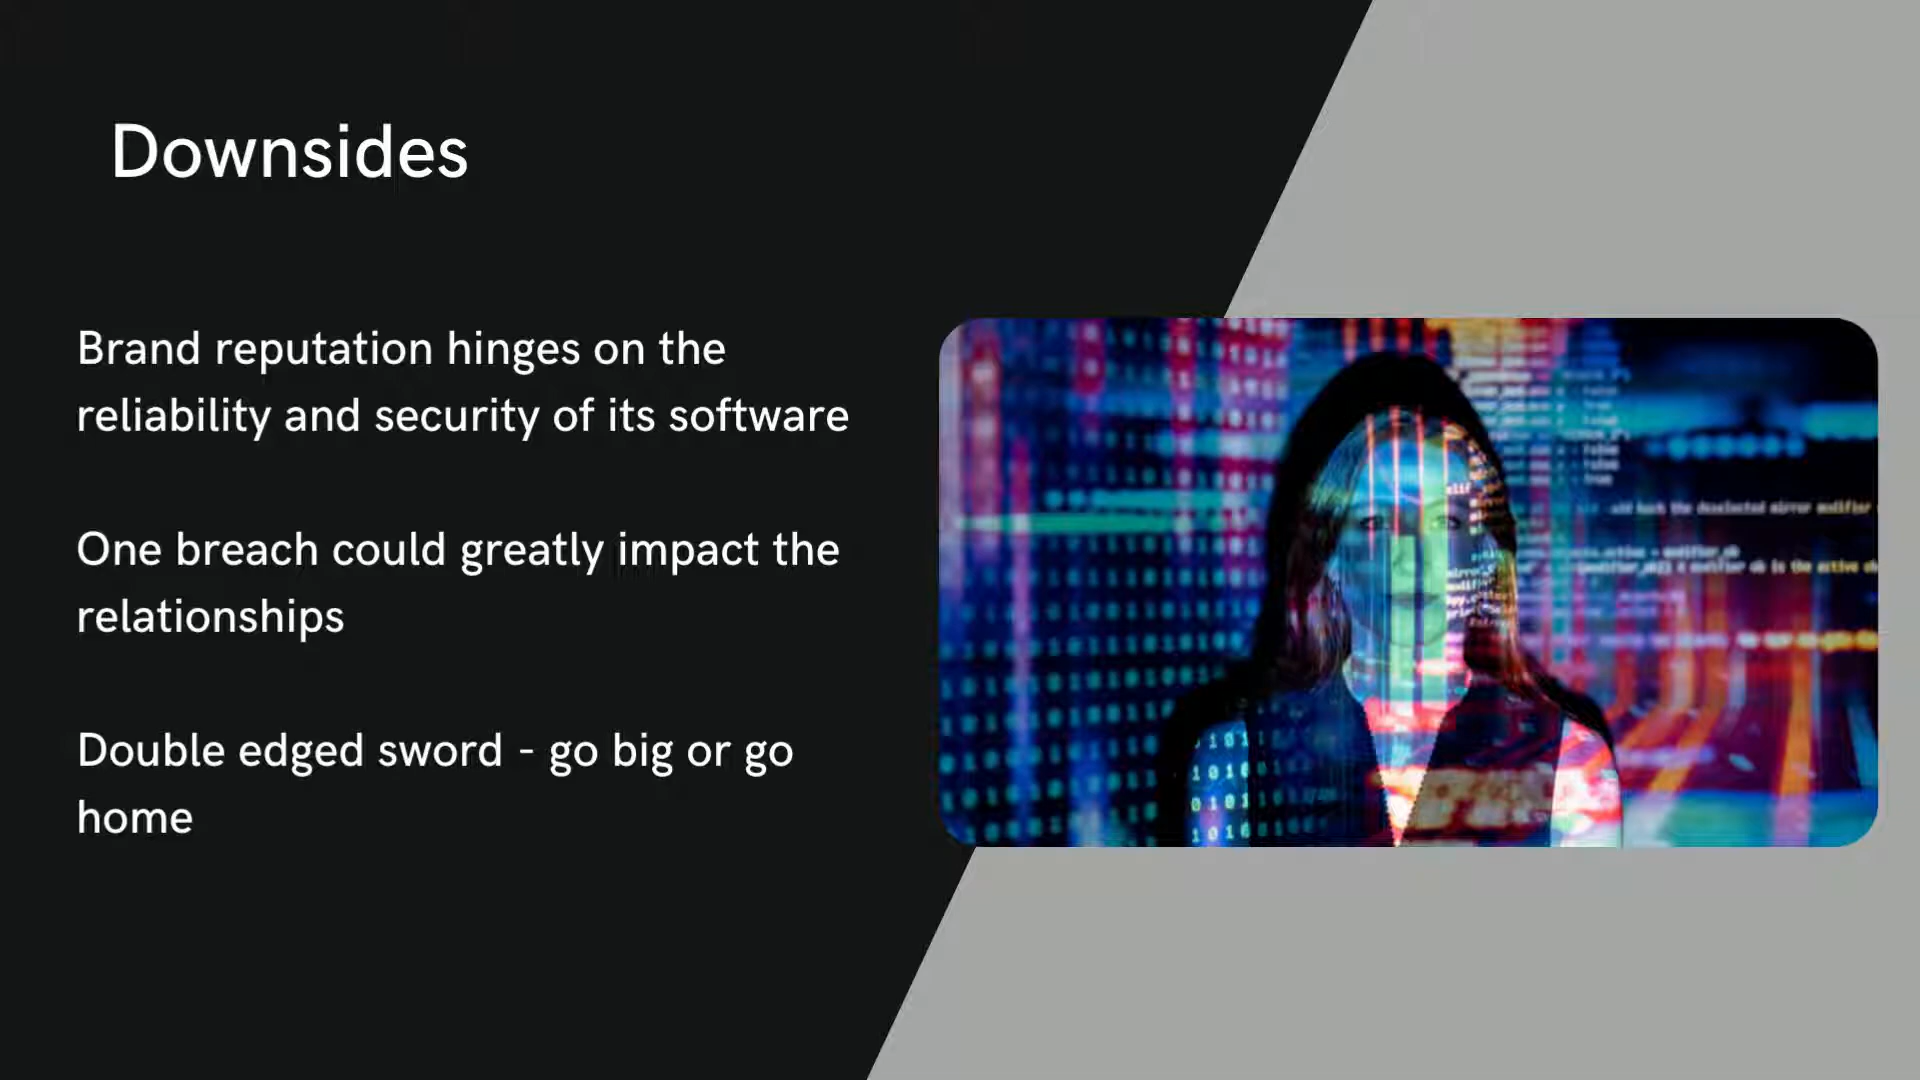 Downsides
Brand reputation hinges on the
reliability and security of its software
One breach could greatly impact the
relationships
Double edged sword - go big or go
home